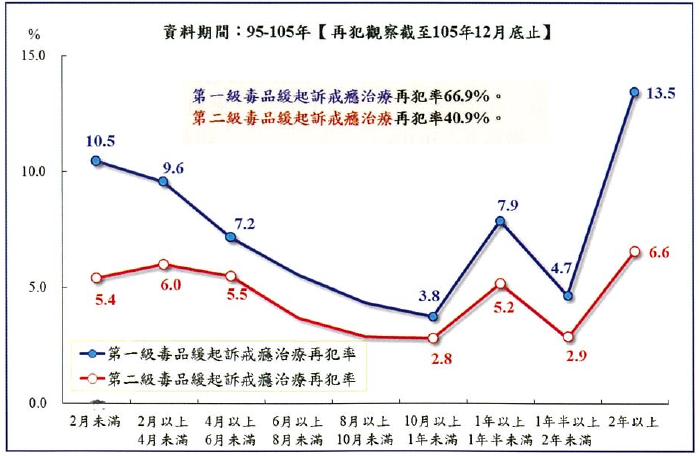 資料期間：95-105年【再犯觀察截至105年12月底止】
%
第一級毒品緩起訴戒癮治療再犯率66.9%。
第二級毒品緩起訴戒癮治療再犯率40.9%。
15.0
10.0
5.0
0.0
10.5
9.6
7.2
3.8
7.9
4.7
13.5
5.4
6.0
5.5
2.8
5.2
2.9
6.6
第一級毒品緩起訴戒癮治療再犯率
第二級毒品緩起訴戒癮治療再犯率
2月未滿
2月以上
4月未滿
4月以上
6月未滿
6月以上
8月未滿
8月以上
10月未滿
10月以上
1年未滿
1年以上
1年半未滿
1年半以上
2年未滿
2年以上